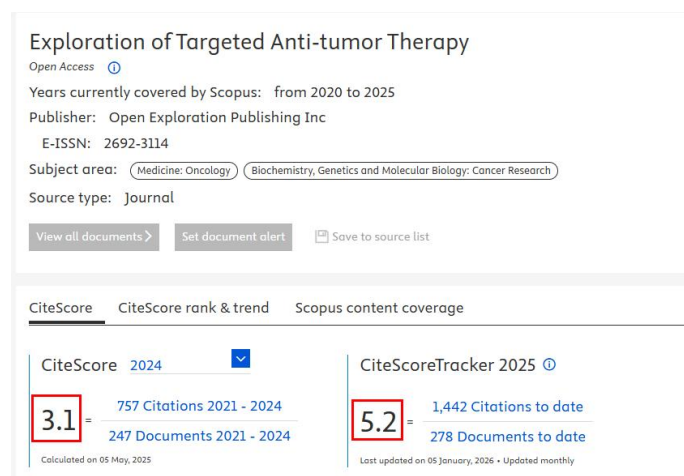 Exploration of Targeted Anti-tumor Therapy
Open Access
Years currently covered by Scopus: from 2020 to 2025
Publisher: Open Exploration Publishing Inc
E-ISSN: 2692-3114
Subject area: Medicine: Oncology Biochemistry, Genetics and Molecular Biology: Cancer Research
Source type: Journal
View all documents > Set document alert Save to source list
CiteScore CiteScore rank & trend Scopus content coverage
CiteScore 2024
3.1 =
757 Citations 2021 - 2024
247 Documents 2021 - 2024
Calculated on 05 May, 2025
CiteScoreTracker 2025
5.2 =
1,442 Citations to date
278 Documents to date
Last updated on 05 January, 2026 • Updated monthly